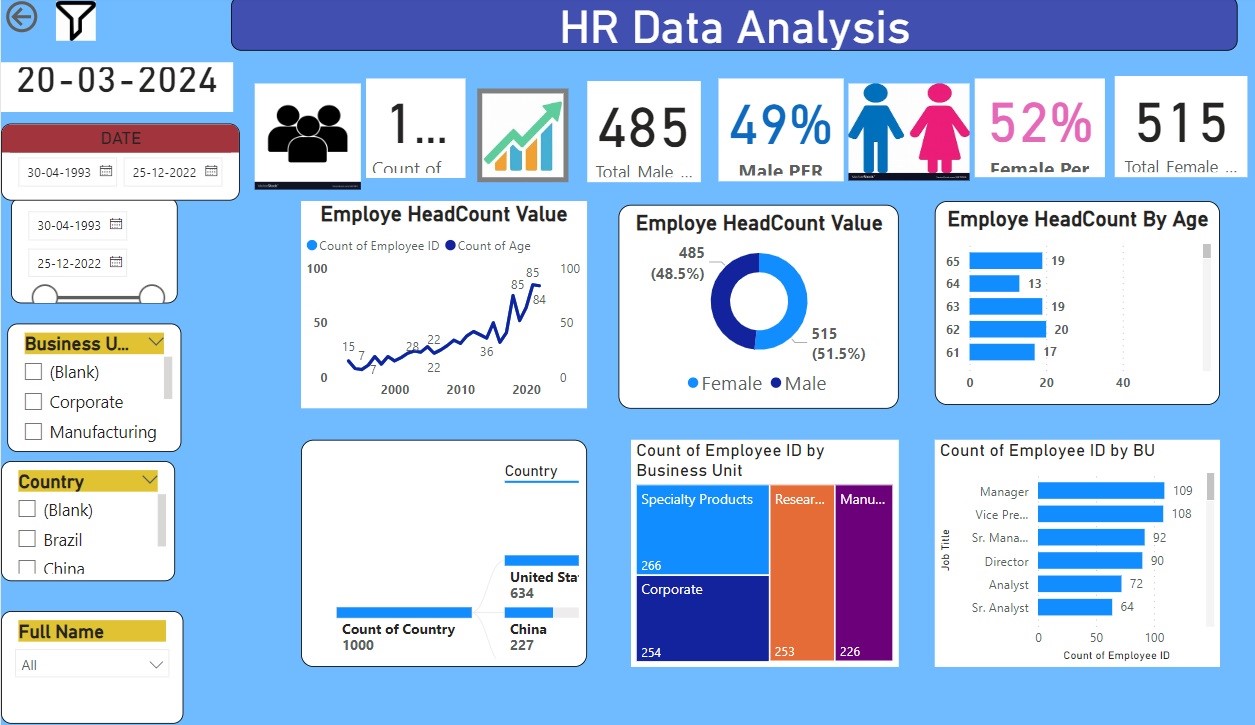 HR Data Analysis
20-03-2024
DATE
30-04-1993
25-12-2022
30-04-1993
25-12-2022
Business U...
(Blank)
Corporate
Manufacturing
Country
(Blank)
Brazil
China
Full Name
All
1...
Count of
485
Total Male ...
49%
Male PER
52%
Female Per
515
Total Female ...
Employe HeadCount Value
Count of Employee ID Count of Age
100 100
50 50
0 0
15
7
7
28
22
22
36
85
85
84
2000 2010 2020
Employe HeadCount Value
485
(48.5%)
515
(51.5%)
Female Male
Employe HeadCount By Age
65 19
64 13
63 19
62 20
61 17
0 20 40
Country
United Sta
634
Count of Country
1000
China
227
Count of Employee ID by
Business Unit
Specialty Products
266
Corporate
254
Resear...
253
Manu...
226
Count of Employee ID by BU
Job Title
Manager 109
Vice Pre... 108
Sr. Mana... 92
Director 90
Analyst 72
Sr. Analyst 64
0 50 100
Count of Employee ID